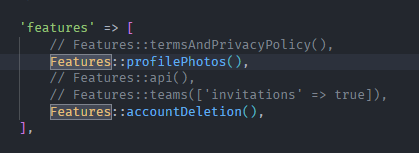 'features' => [
// Features::termsAndPrivacyPolicy(),
Features::profilePhotos(),
// Features::api(),
// Features::teams(['invitations' => true]),
Features::accountDeletion(),
],